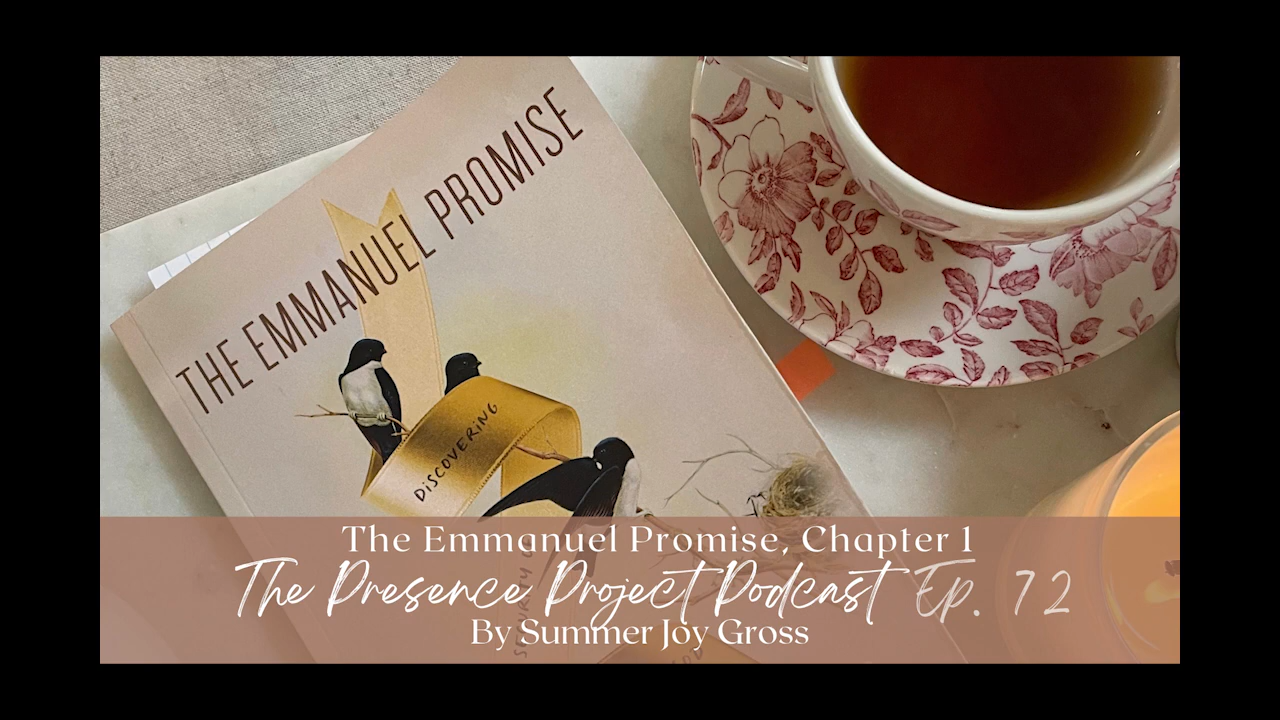 THE EMMANUEL PROMISE
DISCOVERING
The Emmanuel Promise, Chapter 1
The Presence Project Podcast Ep. 72
By Summer Joy Gross